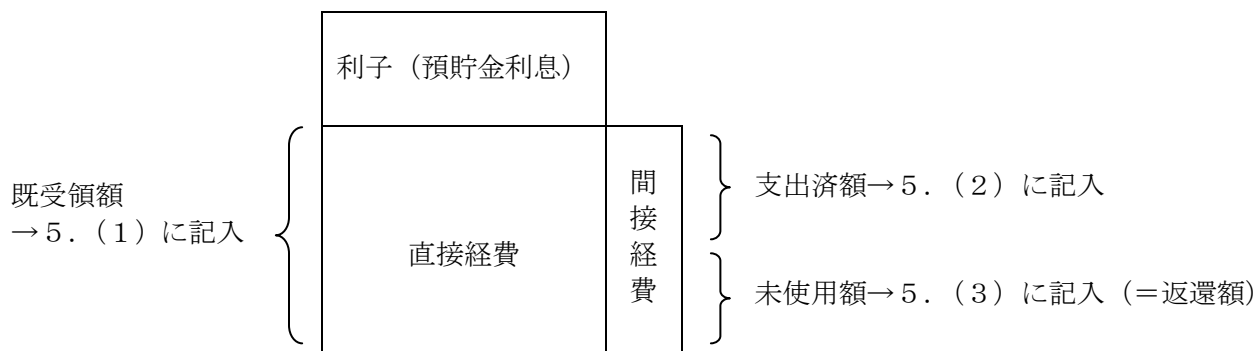 利子（預貯金利息）
既受領額
→５．（１）に記入
直接経費
間接経費
支出済額→５．（２）に記入
未使用額→５．（３）に記入（＝返還額）